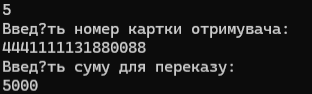 5
Введ?ть номер картки отримувача:
4441111131880088
Введ?ть суму для переказу:
5000